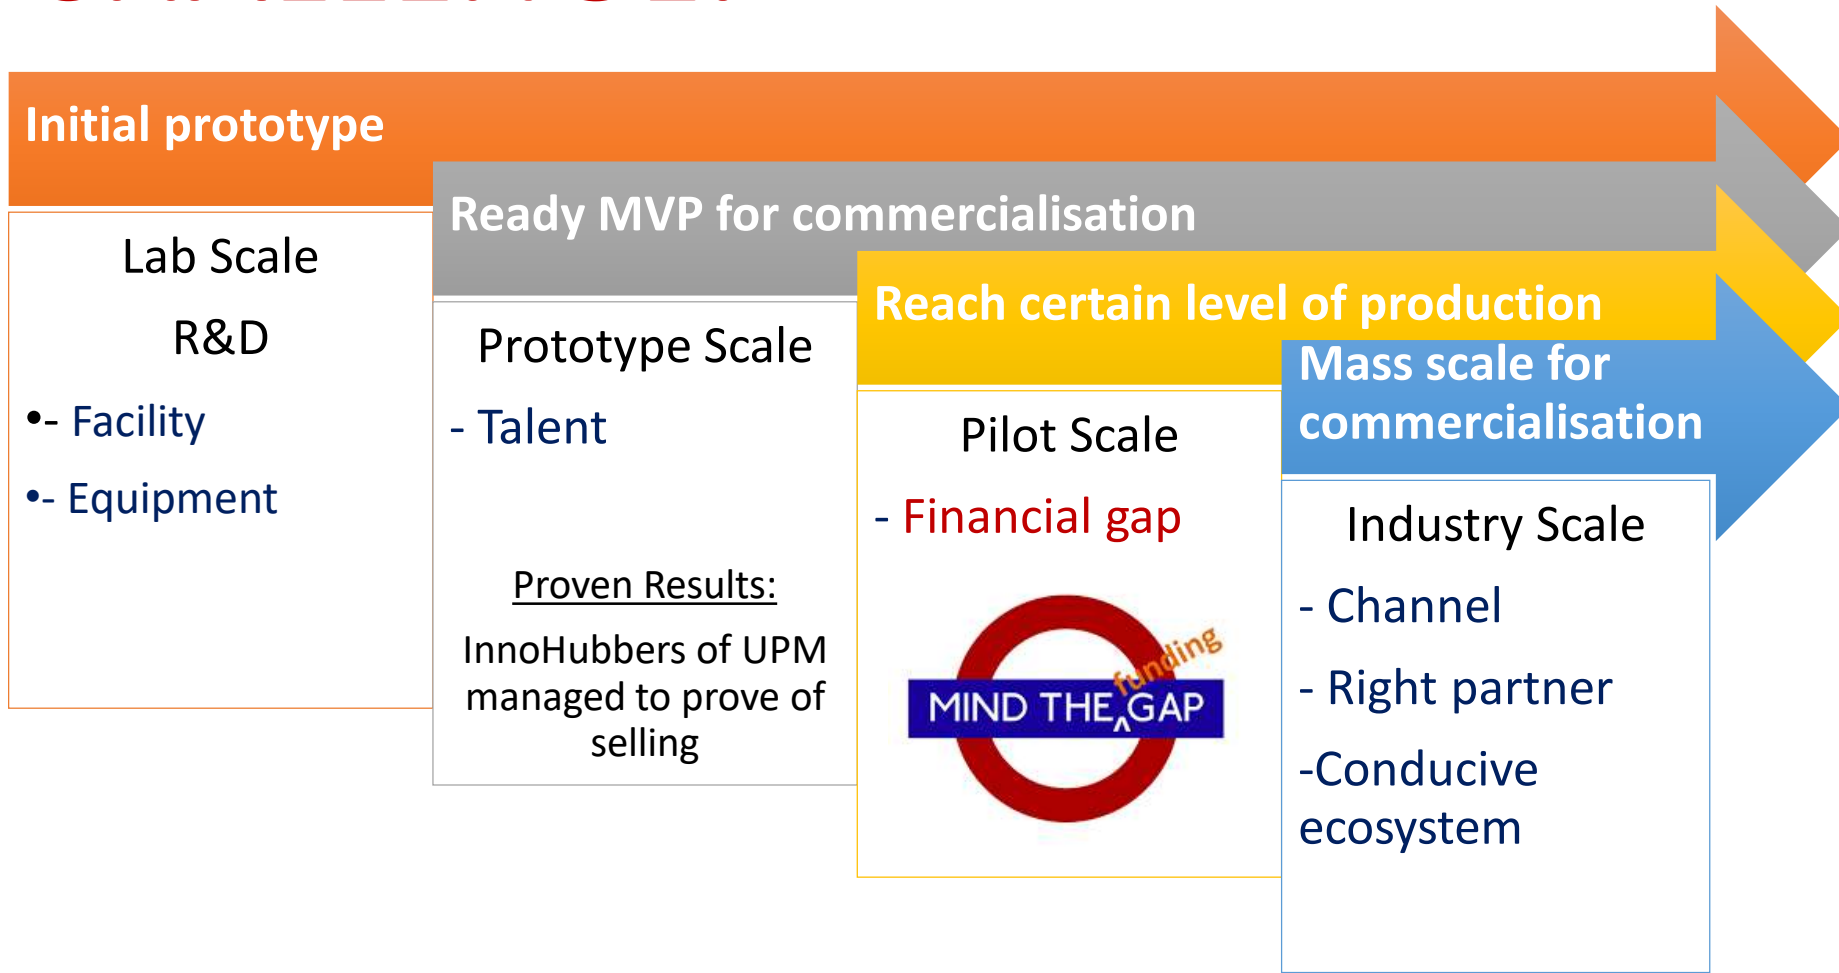 Initial prototype
Lab Scale
R&D
•- Facility
•- Equipment
Ready MVP for commercialisation
Prototype Scale
- Talent
Proven Results:
InnoHubbers of UPM
managed to prove of
selling
Reach certain level of production
Pilot Scale
- Financial gap
funding
MIND THE^GAP
Mass scale for
commercialisation
Industry Scale
- Channel
- Right partner
-Conducive
ecosystem